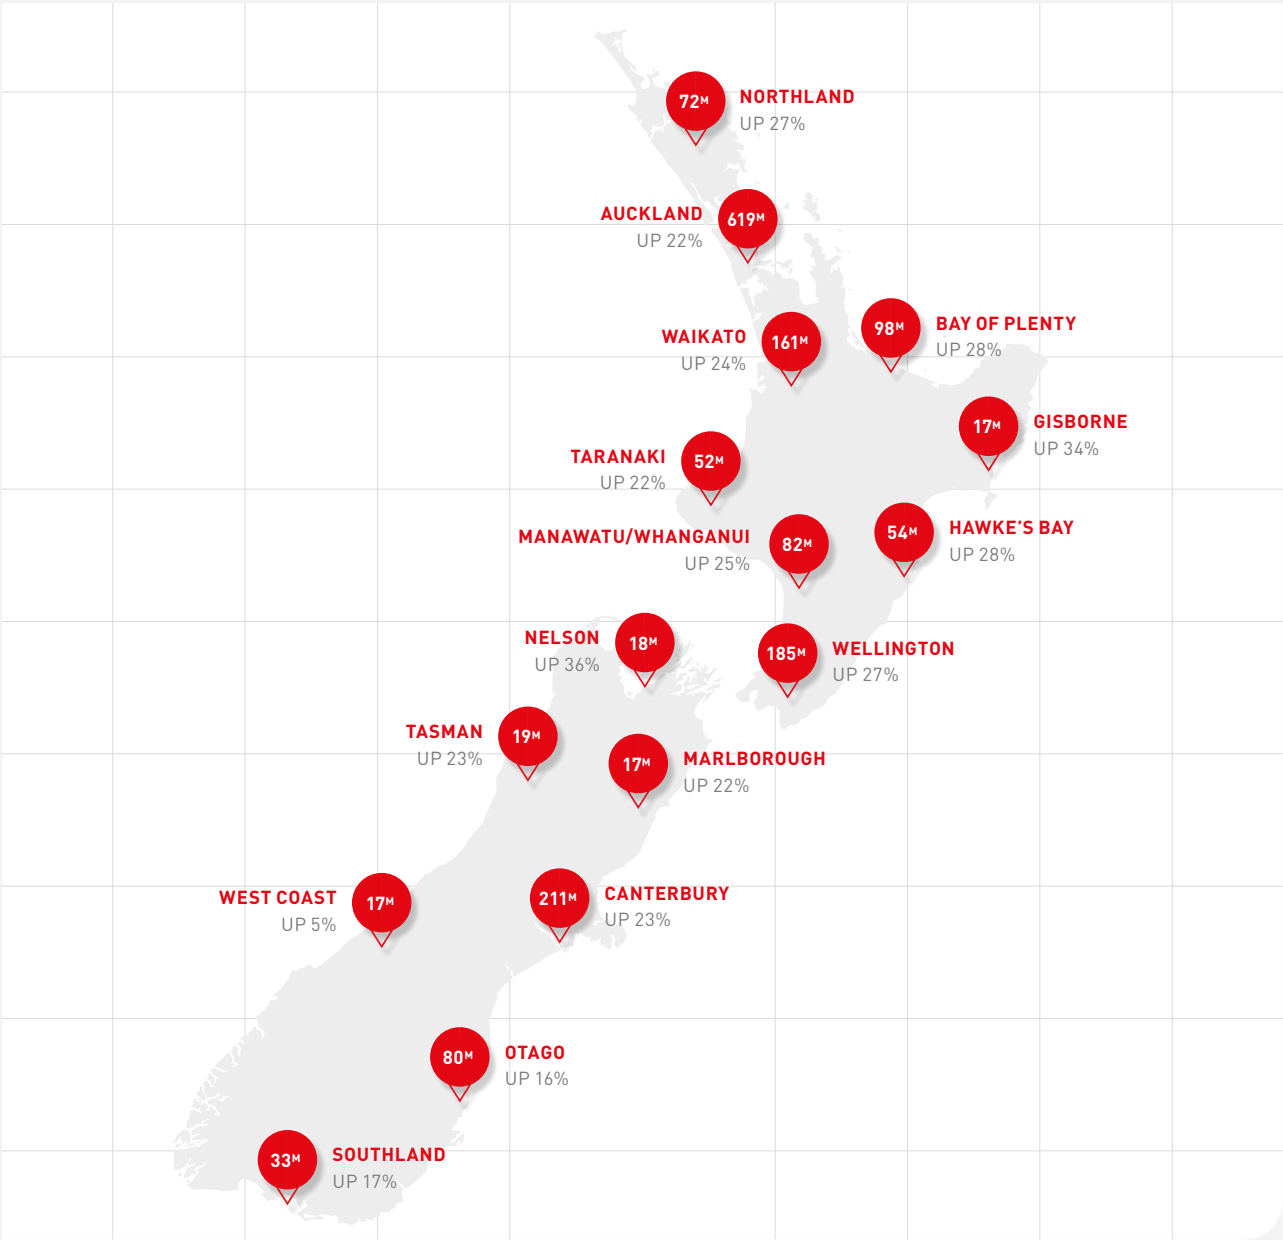 72M
NORTHLAND
UP 27%
AUCKLAND
UP 22%
619M
WAIKATO
UP 24%
161M
98M
BAY OF PLENTY
UP 28%
17M
GISBORNE
UP 34%
TARANAKI
UP 22%
52M
MANAWATU/WHANGANUI
UP 25%
82M
54M
HAWKE'S BAY
UP 28%
NELSON
UP 36%
18M
185M
WELLINGTON
UP 27%
TASMAN
UP 23%
19M
17M
MARLBOROUGH
UP 22%
WEST COAST
UP 5%
17M
211M
CANTERBURY
UP 23%
80M
OTAGO
UP 16%
33M
SOUTHLAND
UP 17%